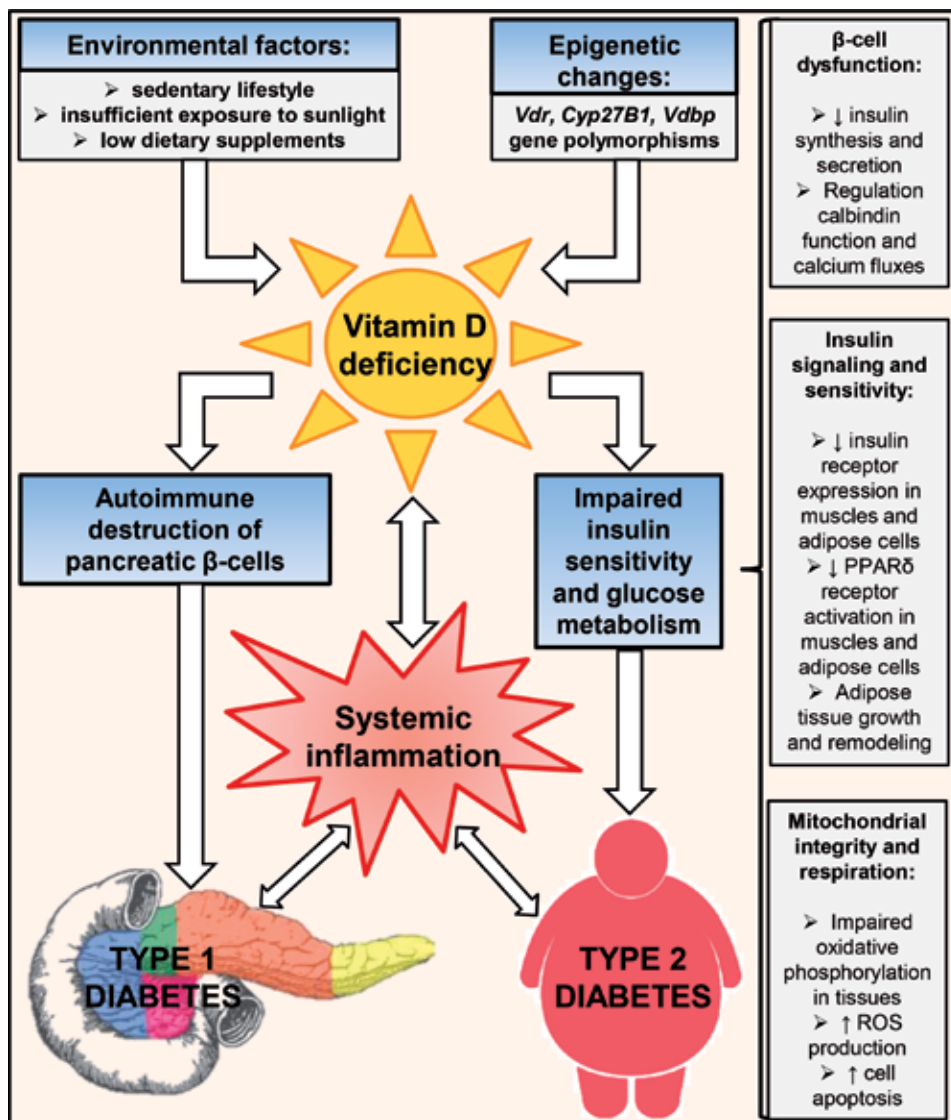 Environmental factors:
➢ sedentary lifestyle
➢ insufficient exposure to sunlight
➢ low dietary supplements
Epigenetic
changes:
Vdr, Cyp27B1, Vdbp
gene polymorphisms
Vitamin D
deficiency
Autoimmune
destruction of
pancreatic β-cells
Impaired
insulin
sensitivity
and glucose
metabolism
Systemic
inflammation
TYPE 1
DIABETES
TYPE 2
DIABETES
β-cell
dysfunction:
➢ ↓ insulin
synthesis and
secretion
➢ Regulation
calbindin
function and
calcium fluxes
Insulin
signaling and
sensitivity:
➢ ↓ insulin
receptor
expression in
muscles and
adipose cells
➢ ↓ PPARδ
receptor
activation in
muscles and
adipose cells
➢ Adipose
tissue growth
and remodeling
Mitochondrial
integrity and
respiration:
➢ Impaired
oxidative
phosphorylation
in tissues
➢ ↑ ROS
production
➢ ↑ cell
apoptosis